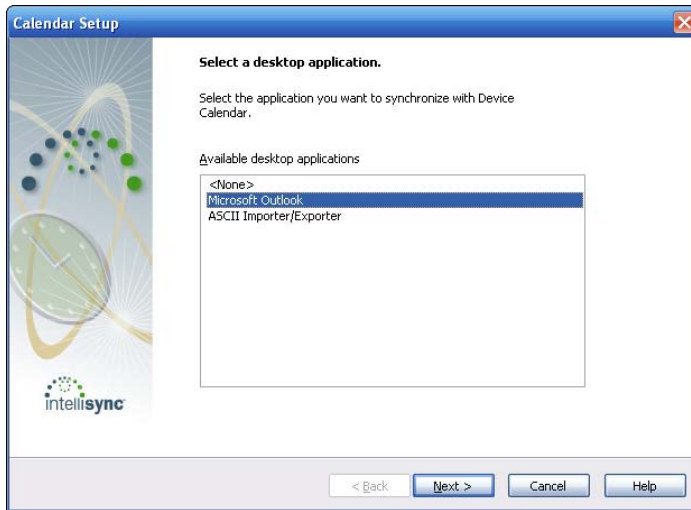 Calendar Setup
Select a desktop application.
Select the application you want to synchronize with Device
Calendar.
Available desktop applications
<None>
Microsoft Outlook
ASCII Importer/Exporter
intellisync
< Back
Next >
Cancel
Help